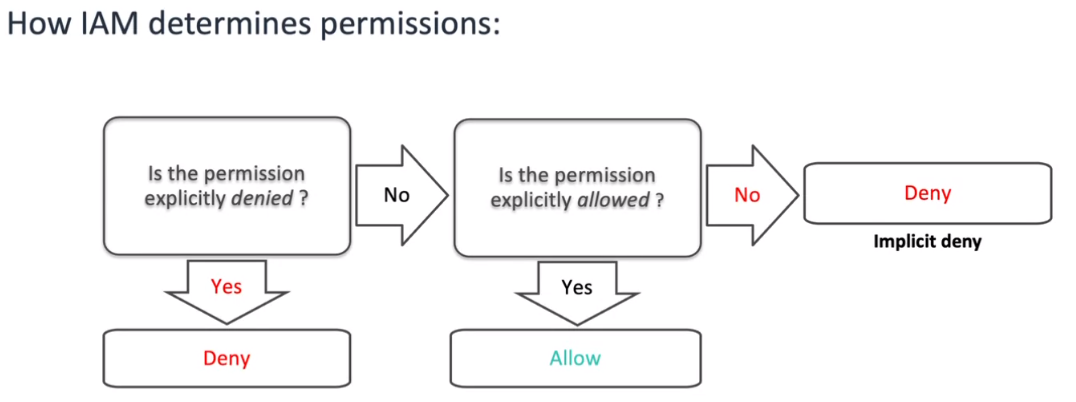 How IAM determines permissions:
Is the permission
explicitly denied ?
No
Is the permission
explicitly allowed ?
No
Deny
Implicit deny
Yes
Yes
Deny
Allow